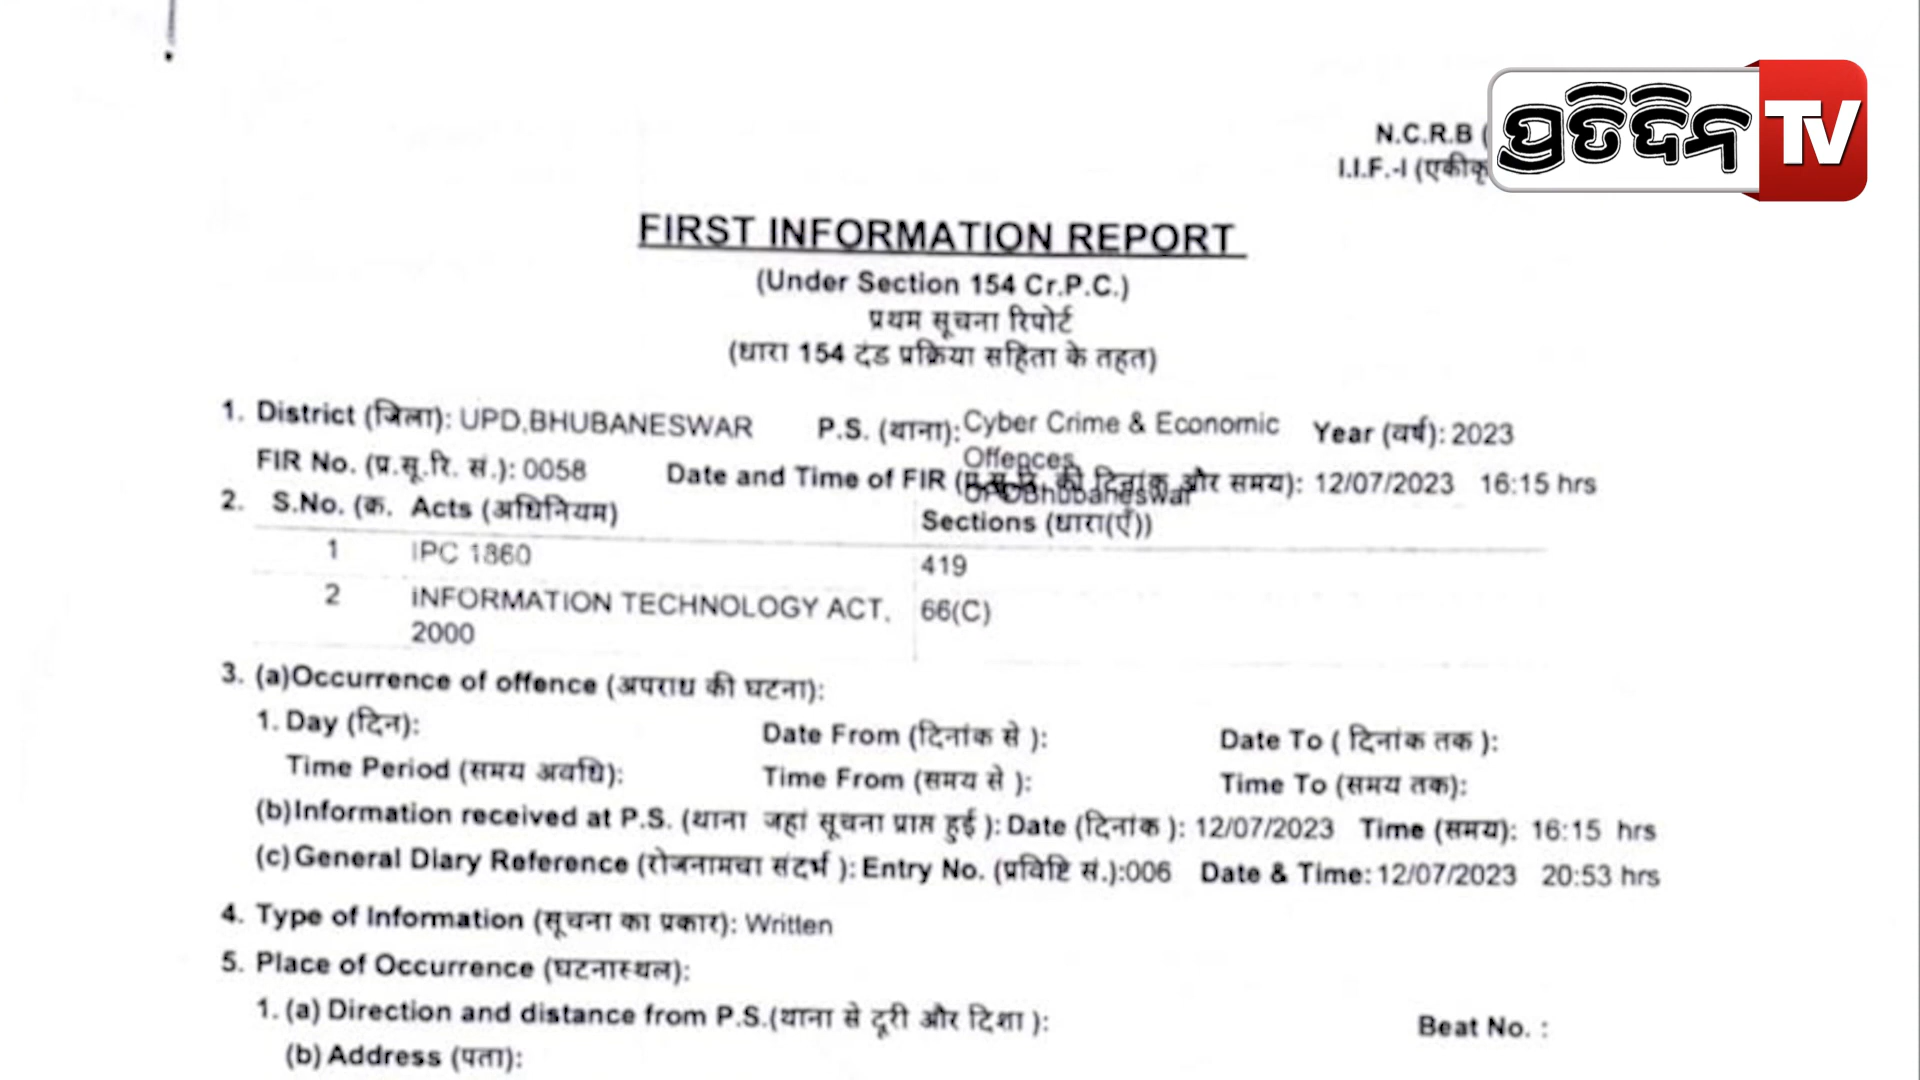 ପ୍ରତିଦିନ TV
N.C.R.B (
I.I.F.-I (एकीकृ
FIRST INFORMATION REPORT
(Under Section 154 Cr.P.C.)
प्रथम सूचना रिपोर्ट
(धारा 154 दंड प्रक्रिया सहिता के तहत)
1. District (जिला): UPD,BHUBANESWAR P.S. (थाना): Cyber Crime & Economic Offences UPDBhubaneswar Year (वर्ष): 2023
FIR No. (प्र.सू.रि. सं.): 0058 Date and Time of FIR (प्र.सू.रि. की दिनांक और समय): 12/07/2023 16:15 hrs
2. S.No. (क. Acts (अधिनियम) Sections (धारा(एँ))
1 IPC 1860 419
2 INFORMATION TECHNOLOGY ACT, 2000 66(C)
3. (a)Occurrence of offence (अपराध की घटना):
1. Day (दिन): Date From (दिनांक से ): Date To ( दिनांक तक ):
Time Period (समय अवधि): Time From (समय से ): Time To (समय तक):
(b)Information received at P.S. (थाना जहां सूचना प्राप्त हुई ): Date (दिनांक ): 12/07/2023 Time (समय): 16:15 hrs
(c)General Diary Reference (रोजनामचा संदर्भ ): Entry No. (प्रविष्टि सं.):006 Date & Time: 12/07/2023 20:53 hrs
4. Type of Information (सूचना का प्रकार): Written
5. Place of Occurrence (घटनास्थल):
1. (a) Direction and distance from P.S.(थाना से दूरी और दिशा ): Beat No. :
(b) Address (पता):